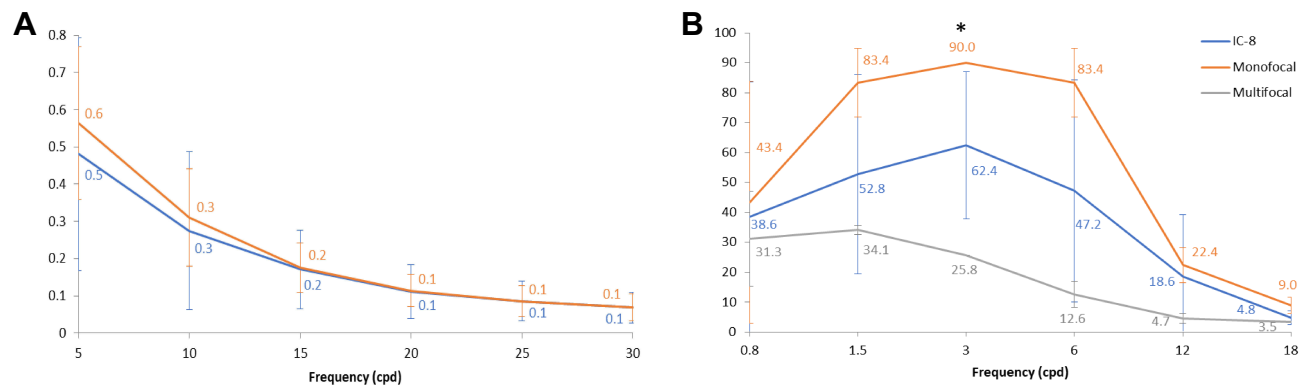 A
0.8
0.7
0.6
0.5
0.4
0.3
0.2
0.1
0
0.6
0.5
0.3
0.3
0.2
0.2
0.1
0.1
0.1
0.1
0.1
0.1
5 10 15 20 25 30
Frequency (cpd)
B
*
100
90
80
70
60
50
40
30
20
10
0
43.4 83.4 90.0 83.4 22.4 9.0
38.6 52.8 62.4 47.2 18.6 4.8
31.3 34.1 25.8 12.6 4.7 3.5
0.8 1.5 3 6 12 18
Frequency (cpd)
IC-8
Monofocal
Multifocal